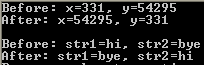 Before: x=331, y=54295
After: x=54295, y=331
Before: str1=hi, str2=bye
After: str1=bye, str2=hi